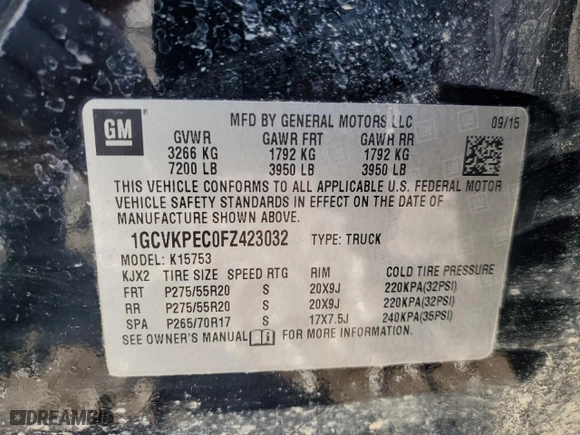 GM
MFD BY GENERAL MOTORS LLC 09/15
GVWR GAWR FRT GAWR RR
3266 KG 1792 KG 1792 KG
7200 LB 3950 LB 3950 LB
THIS VEHICLE CONFORMS TO ALL APPLICABLE U.S. FEDERAL MOTOR
VEHICLE SAFETY STANDARDS IN EFFECT ON THE DATE OF
MANUFACTURE SHOWN ABOVE.
1GCVKPEC0FZ423032 TYPE: TRUCK
MODEL: K15753
KJX2 TIRE SIZE SPEED RTG RIM COLD TIRE PRESSURE
FRT P275/55R20 S 20X9J 220KPA(32PSI)
RR P275/55R20 S 20X9J 220KPA(32PSI)
SPA P265/70R17 S 17X7.5J 240KPA(35PSI)
SEE OWNER'S MANUAL FOR MORE INFORMATION
DREAMBID